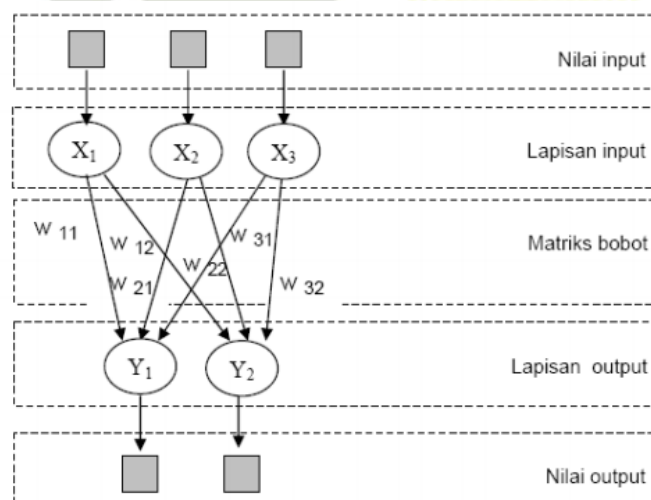 Nilai input
X₁ X₂ X₃
Lapisan input
W 11 W 12 W 31
Matriks bobot
W 21 W 22 W 32
Y₁ Y₂
Lapisan output
Nilai output